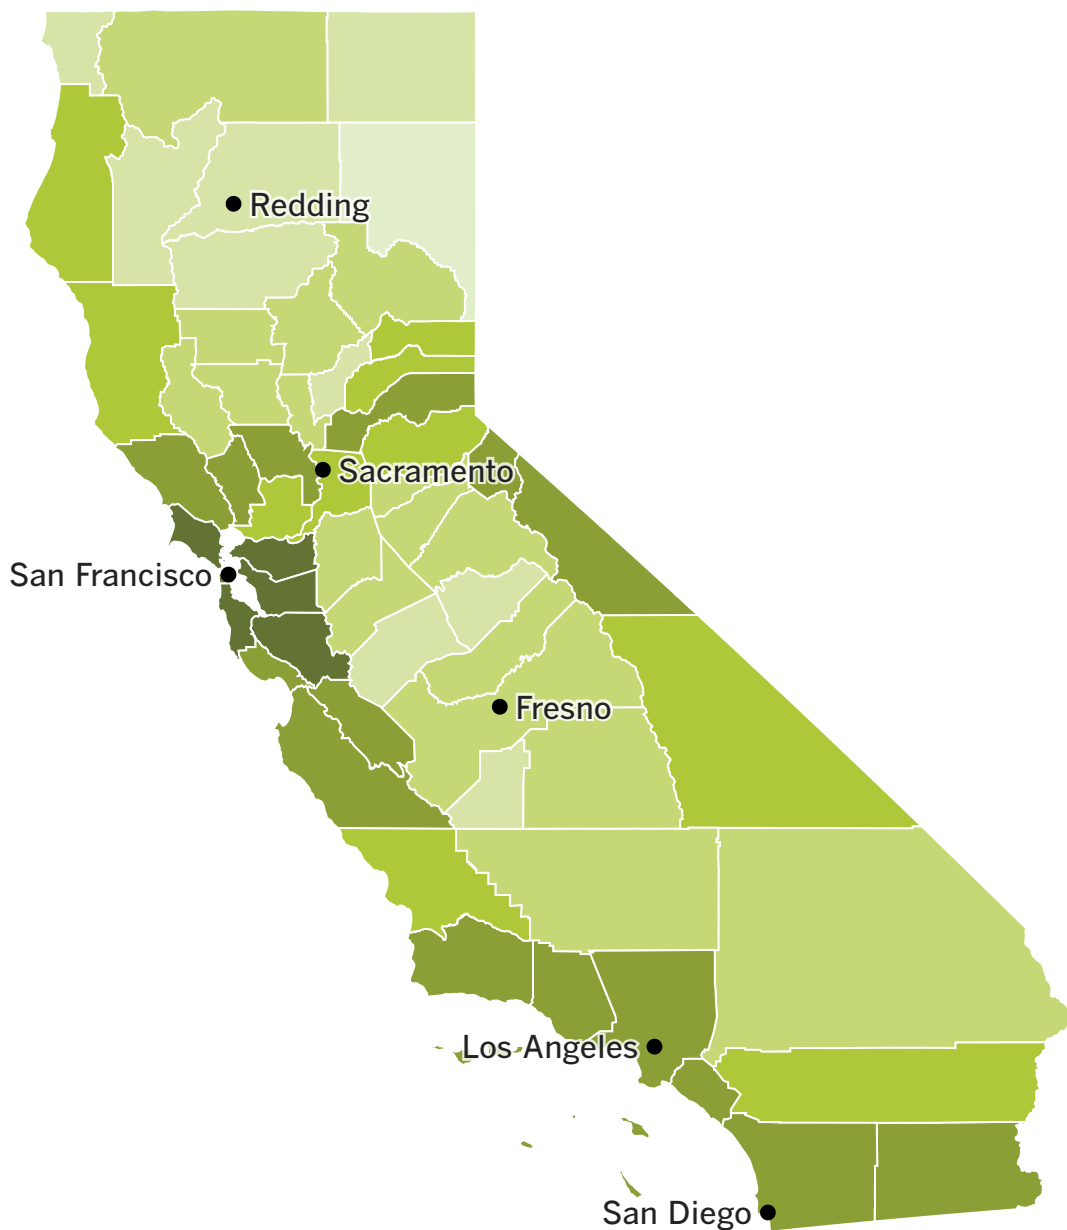 Redding
Sacramento
San Francisco
Fresno
Los Angeles
San Diego